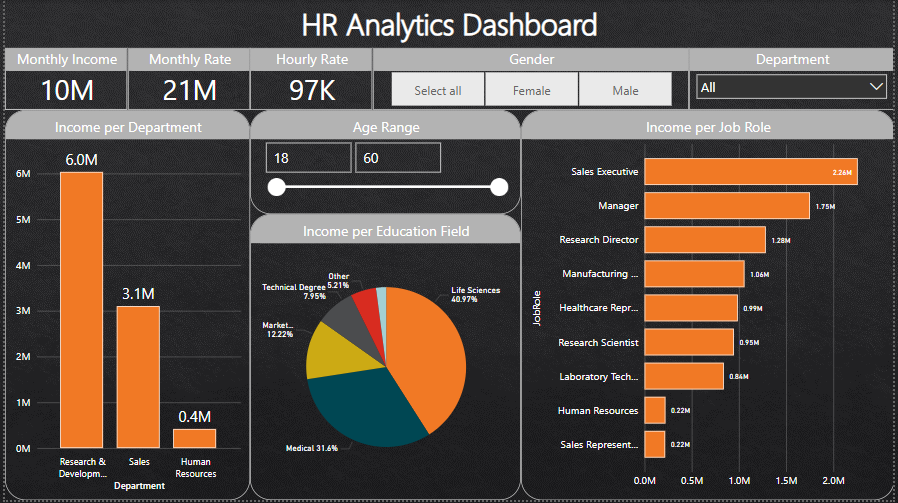 HR Analytics Dashboard
Monthly Income
10M
Monthly Rate
21M
Hourly Rate
97K
Gender
Select all
Female
Male
Department
All
Income per Department
6.0M
3.1M
0.4M
6M
5M
4M
3M
2M
1M
0M
Research &
Developm...
Sales
Human
Resources
Department
Age Range
18
60
Income per Education Field
Other
5.21%
Technical Degree
7.95%
Market...
12.22%
Medical 31.6%
Life Sciences
40.97%
Income per Job Role
JobRole
Sales Executive
2.26M
Manager
1.75M
Research Director
1.28M
Manufacturing ...
1.06M
Healthcare Repr...
0.99M
Research Scientist
0.95M
Laboratory Tech...
0.84M
Human Resources
0.22M
Sales Represent...
0.22M
0.0M
0.5M
1.0M
1.5M
2.0M